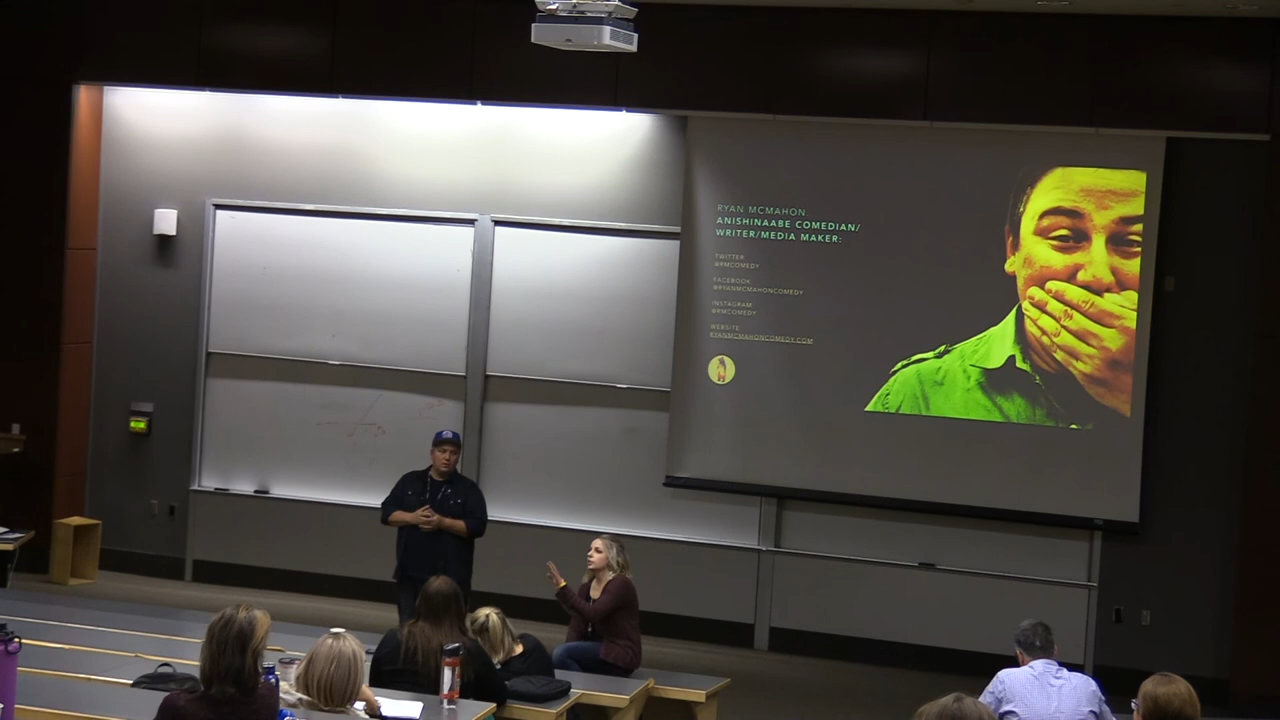 RYAN MCMAHON
ANISHINAABE COMEDIAN/
WRITER/MEDIA MAKER:
TWITTER:
@RMCOMEDY
FACEBOOK:
@RYANMCMAHONCOMEDY
INSTAGRAM:
@RMCOMEDY
WEBSITE:
RYANMCMAHONCOMEDY.COM